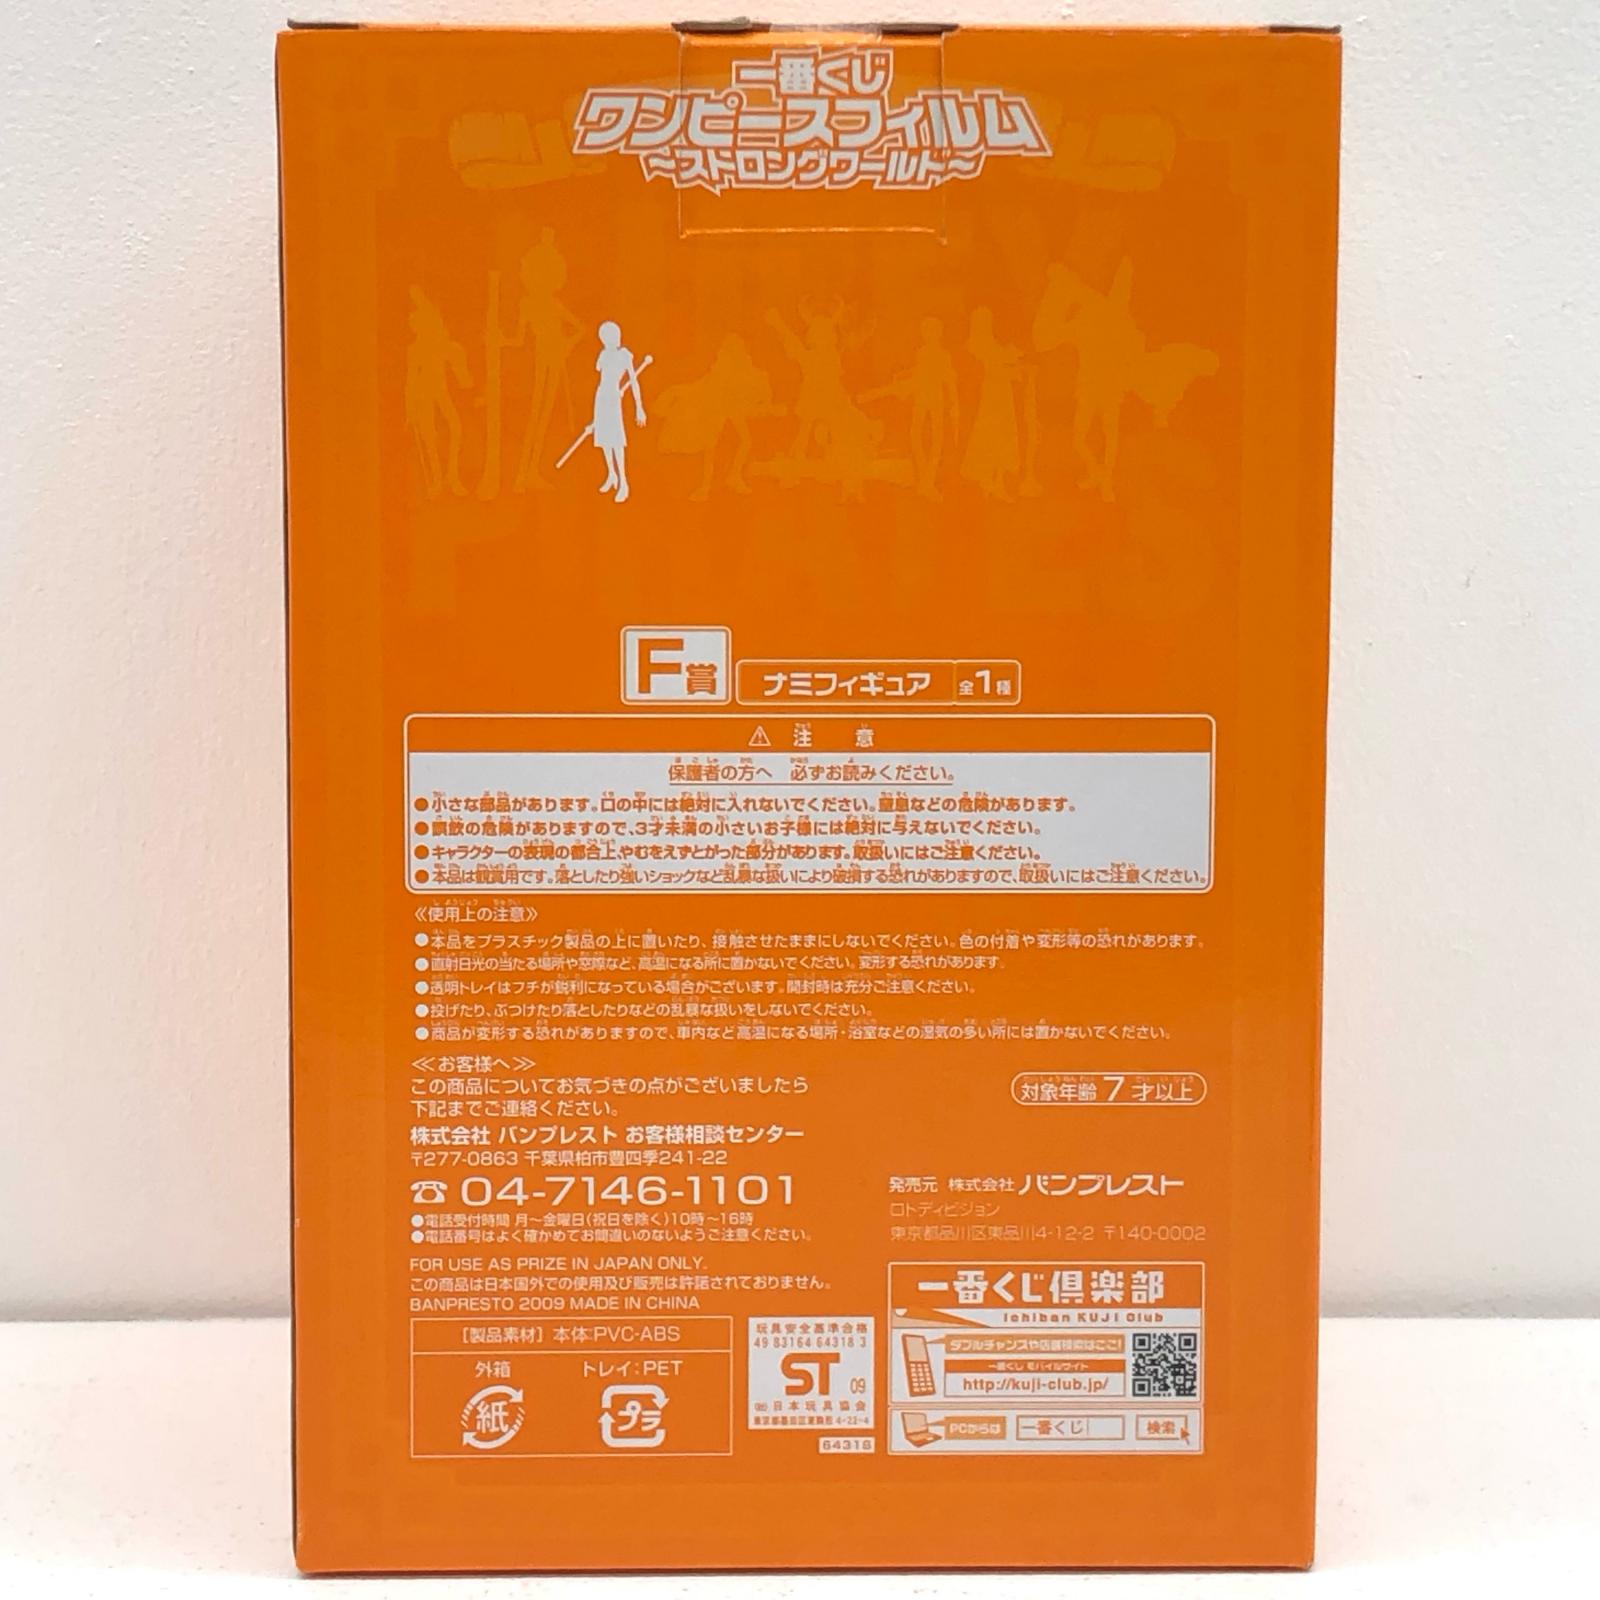 一番くじ
ワンピースフィルム
～ストロングワールド～
F賞 ナミフィギュア 全1種
⚠ 注意
保護者の方へ 必ずお読みください。
●小さな部品があります。口の中には絶対に入れないでください。窒息などの危険があります。
●誤飲の危険がありますので、3才未満の小さいお子様には絶対に与えないでください。
●キャラクターの表現の都合上、やむをえずとがった部分があります。取扱いにはご注意ください。
●本品は観賞用です。落としたり強いショックなど乱暴な扱いにより破損する恐れがありますので、取扱いにはご注意ください。
《使用上の注意》
●本品をプラスチック製品の上に置いたり、接触させたままにしないでください。色の付着や変形等の恐れがあります。
●直射日光の当たる場所や窓際など、高温になる所に置かないでください。変形する恐れがあります。
●透明トレイはフチが鋭利になっている場合がございます。開封時は充分ご注意ください。
●投げたり、ぶつけたり落としたりなどの乱暴な扱いをしないでください。
●商品が変形する恐れがありますので、車内など高温になる場所・浴室などの湿気の多い所には置かないでください。
≪お客様へ≫
この商品についてお気づきの点がございましたら
下記までご連絡ください。
対象年齢 7才以上
株式会社 バンプレスト お客様相談センター
〒277-0863 千葉県柏市豊四季241-22
☎ 04-7146-1101
●電話受付時間 月～金曜日(祝日を除く)10時～16時
●電話番号はよく確かめてお間違いのないようご注意ください。
発売元 株式会社 バンプレスト
ロトディビジョン
東京都品川区東品川4-12-2 〒140-0002
FOR USE AS PRIZE IN JAPAN ONLY.
この商品は日本国外での使用及び販売は許諾されておりません。
BANPRESTO 2009 MADE IN CHINA
[製品素材] 本体:PVC・ABS
外箱
紙
トレイ:PET
プラ
玩具安全基準合格
49 83164 64318 3
ST 09
(社)日本玩具協会
64318
一番くじ倶楽部
Ichiban KUJI Club
ダブルチャンスや店舗検索はここ!
一番くじ モバイルサイト
http://kuji-club.jp/
PCからは 一番くじ 検索